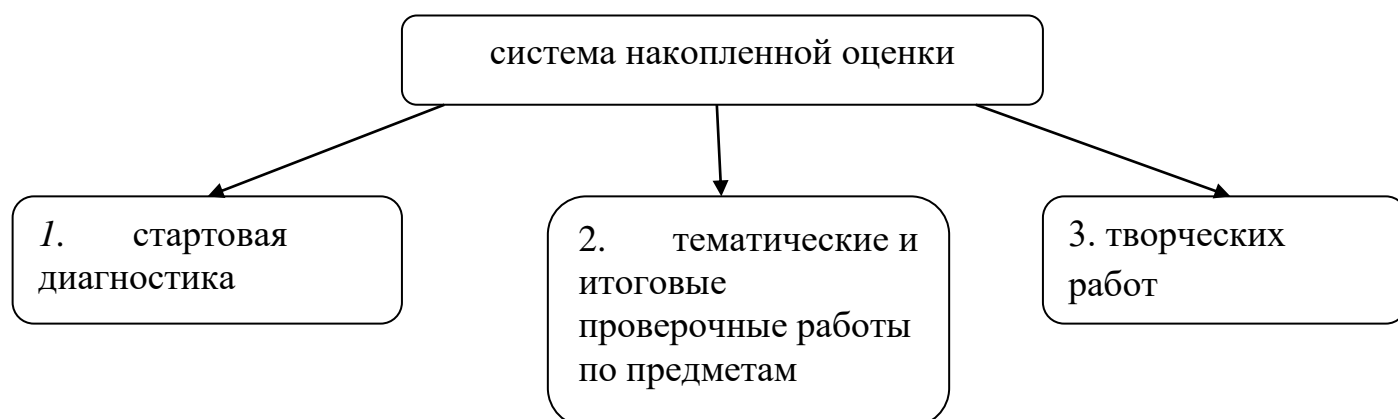 система накопленной оценки
1. стартовая
диагностика
2. тематические и
итоговые
проверочные работы
по предметам
3. творческих
работ